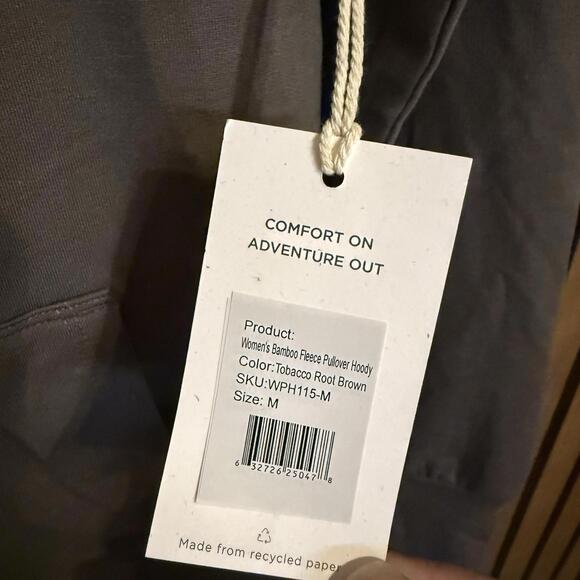 COMFORT ON
ADVENTURE OUT
Product:
Women's Bamboo Fleece Pullover Hoody
Color:Tobacco Root Brown
SKU:WPH115-M
Size: M
6 32726 25047 8
Made from recycled paper